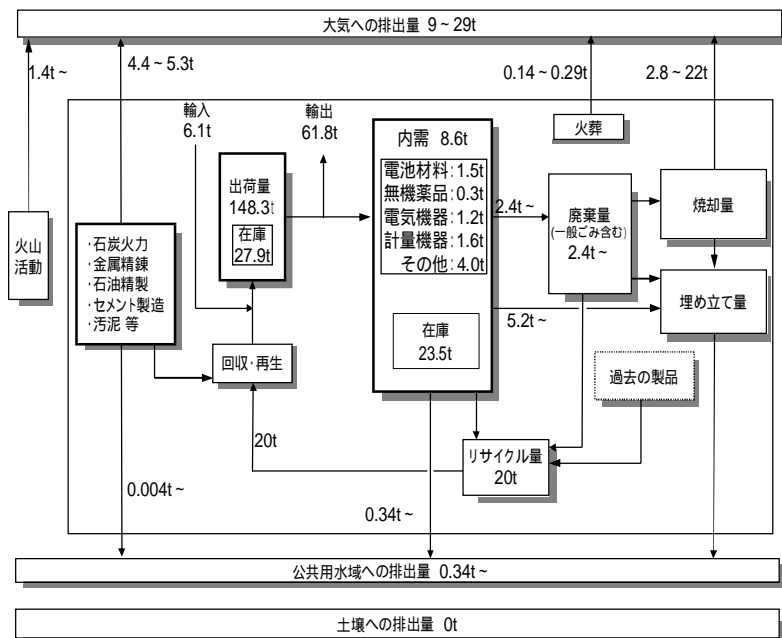 大気への排出量 9~29t
1.4t~
4.4~5.3t
0.14~0.29t
2.8~22t
輸入
6.1t
輸出
61.8t
火葬
内需 8.6t
電池材料:1.5t
無機薬品:0.3t
電気機器:1.2t
計量機器:1.6t
その他:4.0t
在庫
23.5t
出荷量
148.3t
在庫
27.9t
2.4t~
廃棄量
(一般ごみ含む)
2.4t~
焼却量
火山
活動
・石炭火力
・金属精錬
・石油精製
・セメント製造
・汚泥 等
埋め立て量
5.2t~
回収・再生
過去の製品
20t
リサイクル量
20t
0.004t~
0.34t~
公共用水域への排出量 0.34t~
土壌への排出量 0t